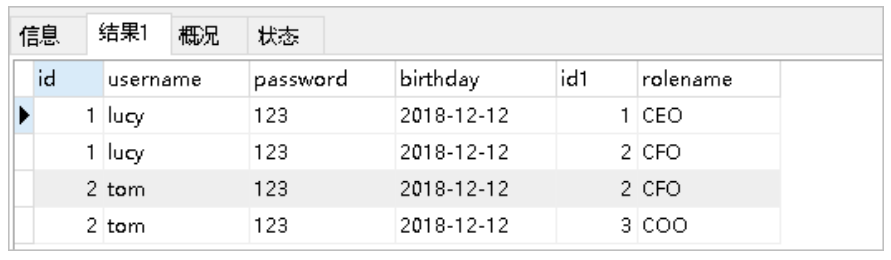 信息 结果1 概况 状态
id username password birthday id1 rolename
1 lucy 123 2018-12-12 1 CEO
1 lucy 123 2018-12-12 2 CFO
2 tom 123 2018-12-12 2 CFO
2 tom 123 2018-12-12 3 COO